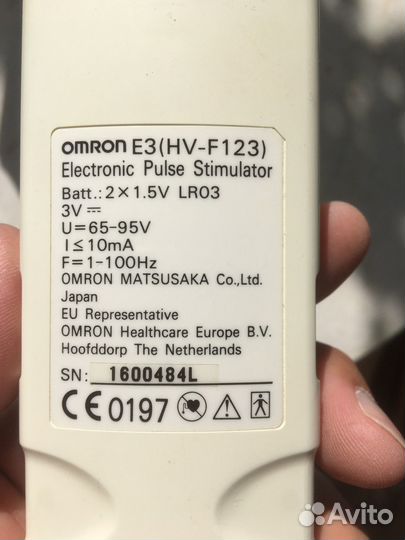 OMRON E3(HV-F123)
Electronic Pulse Stimulator
Batt.: 2×1.5V LR03
3V ⎓
U=65-95V
I≤10mA
F=1-100Hz
OMRON MATSUSAKA Co.,Ltd.
Japan
EU Representative
OMRON Healthcare Europe B.V.
Hoofddorp The Netherlands
SN: 1600484L
CE 0197
Avito